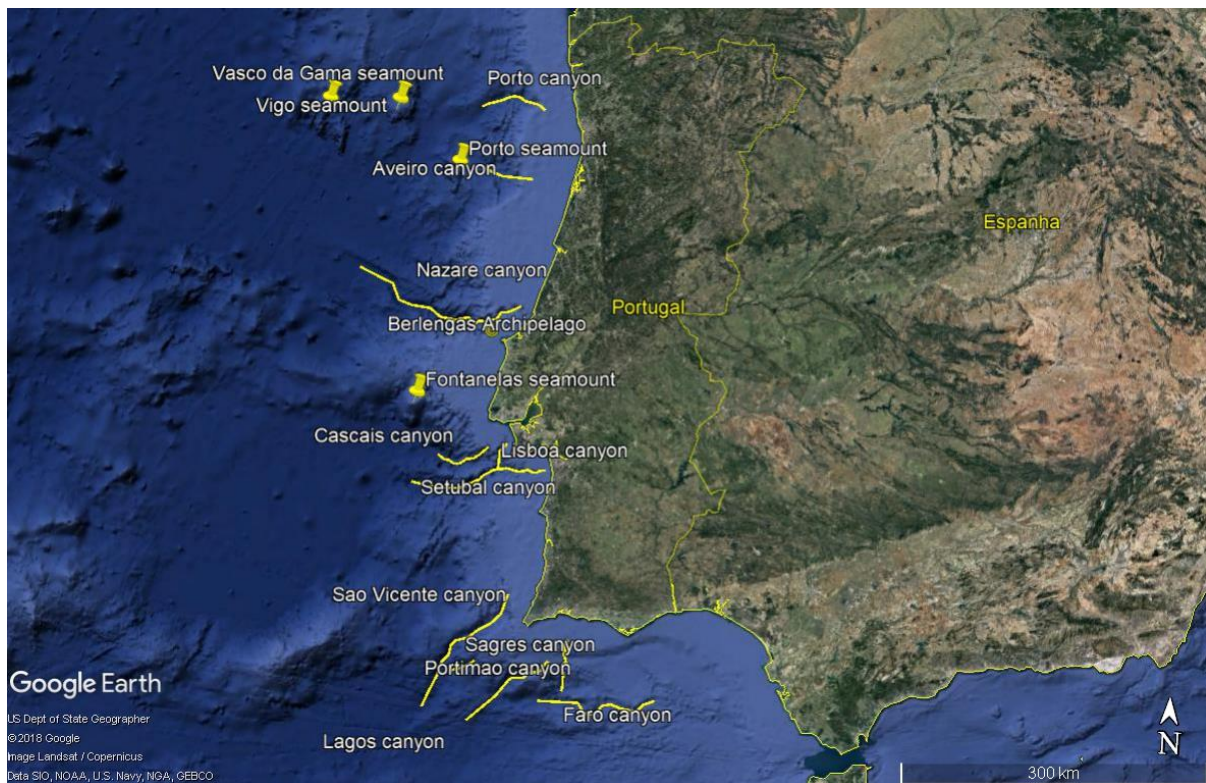 Vasco da Gama seamount
Porto canyon
Vigo seamount
Porto seamount
Aveiro canyon
Espanha
Nazare canyon
Portugal
Berlengas Archipelago
Fontanelas seamount
Cascais canyon
Lisboa canyon
Setubal canyon
Sao Vicente canyon
Sagres canyon
Portimao canyon
Faro canyon
Lagos canyon
Google Earth
US Dept of State Geographer
©2018 Google
Image Landsat / Copernicus
Data SIO, NOAA, U.S. Navy, NGA, GEBCO
N
300 km